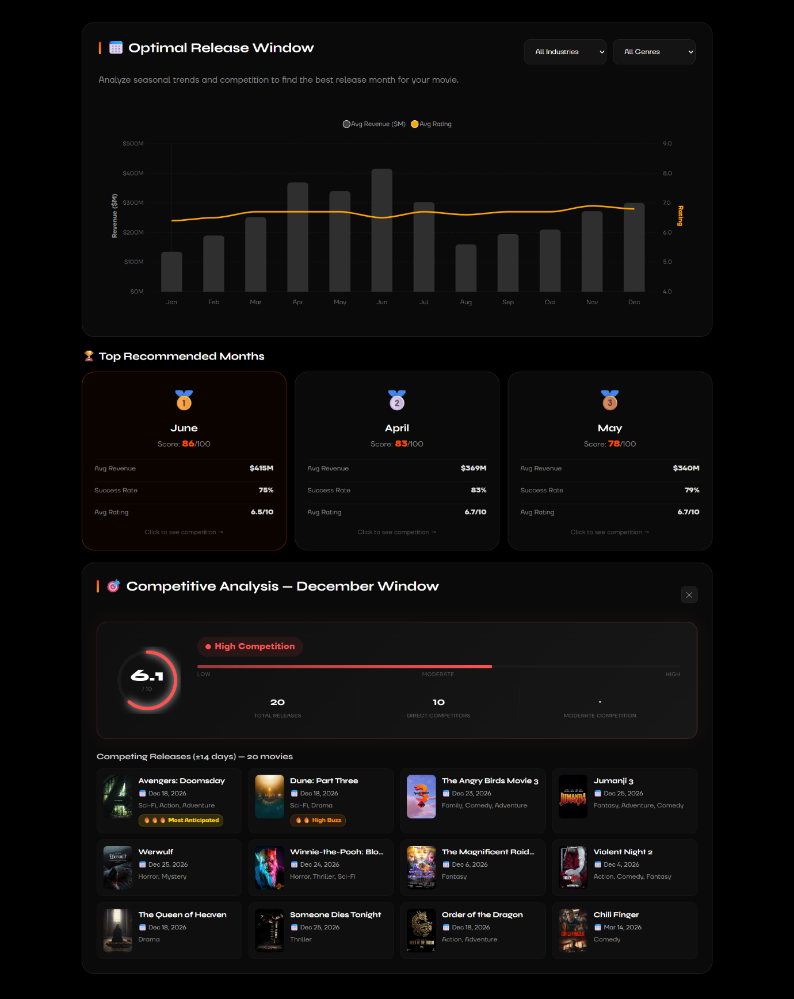 Optimal Release Window
All Industries
All Genres
Analyze seasonal trends and competition to find the best release month for your movie.
Avg Revenue ($M) Avg Rating
$500M
$400M
$300M
$200M
$100M
$0M
Revenue ($M)
9.0
8.0
7.0
6.0
5.0
4.0
Rating
Jan Feb Mar Apr May Jun Jul Aug Sep Oct Nov Dec
Top Recommended Months
1
June
Score: 86/100
Avg Revenue $415M
Success Rate 75%
Avg Rating 6.5/10
Click to see competition →
2
April
Score: 83/100
Avg Revenue $369M
Success Rate 83%
Avg Rating 6.7/10
Click to see competition →
3
May
Score: 78/100
Avg Revenue $340M
Success Rate 79%
Avg Rating 6.7/10
Click to see competition →
Competitive Analysis — December Window
6.1
/ 10
High Competition
LOW MODERATE HIGH
20
TOTAL RELEASES
10
DIRECT COMPETITORS
MODERATE COMPETITION
Competing Releases (±14 days) — 20 movies
Avengers: Doomsday
Dec 18, 2026
Sci-Fi, Action, Adventure
Most Anticipated
Dune: Part Three
Dec 18, 2026
Sci-Fi, Drama
High Buzz
The Angry Birds Movie 3
Dec 23, 2026
Family, Comedy, Adventure
JUMANJI4
Jumanji 3
Dec 25, 2026
Fantasy, Adventure, Comedy
Werwulf
Werwulf
Dec 25, 2026
Horror, Mystery
Winnie-the-Pooh: Blo...
Dec 24, 2026
Horror, Thriller, Sci-Fi
The Magnificent Raid...
Dec 6, 2026
Fantasy
Violent Night 2
Dec 4, 2026
Action, Comedy, Fantasy
The Queen of Heaven
Dec 18, 2026
Drama
Someone Dies Tonight
Dec 25, 2026
Thriller
ORDER OF THE DRAGON
Order of the Dragon
Dec 18, 2026
Action, Adventure
CHILI FINGER
Chili Finger
Mar 14, 2026
Comedy